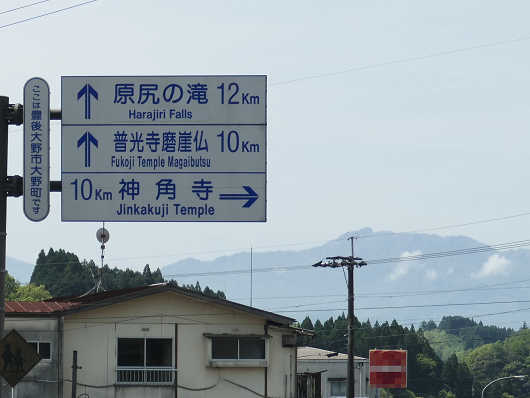 ここは豊後大野市大野町です
原尻の滝 12Km
Harajiri Falls
普光寺磨崖仏 10Km
Fukoji Temple Magaibutsu
10Km 神角寺
Jinkakuji Temple